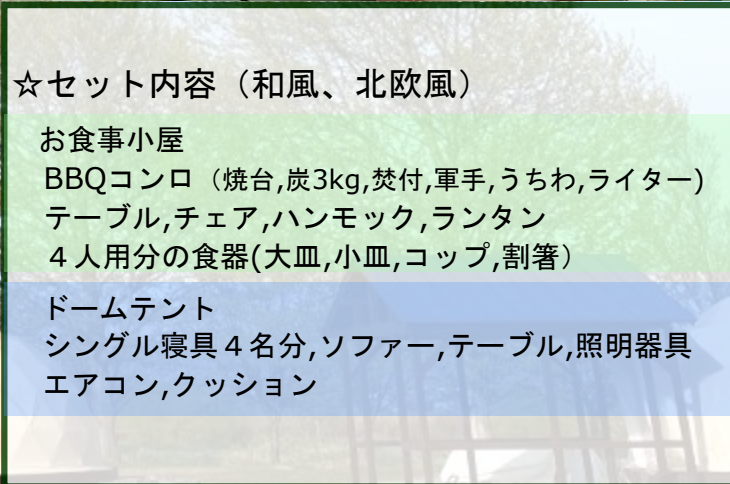 ☆セット内容（和風、北欧風）
お食事小屋
BBQコンロ（焼台,炭3kg,焚付,軍手,うちわ,ライター)
テーブル,チェア,ハンモック,ランタン
４人用分の食器(大皿,小皿,コップ,割箸）
ドームテント
シングル寝具４名分,ソファー,テーブル,照明器具
エアコン,クッション